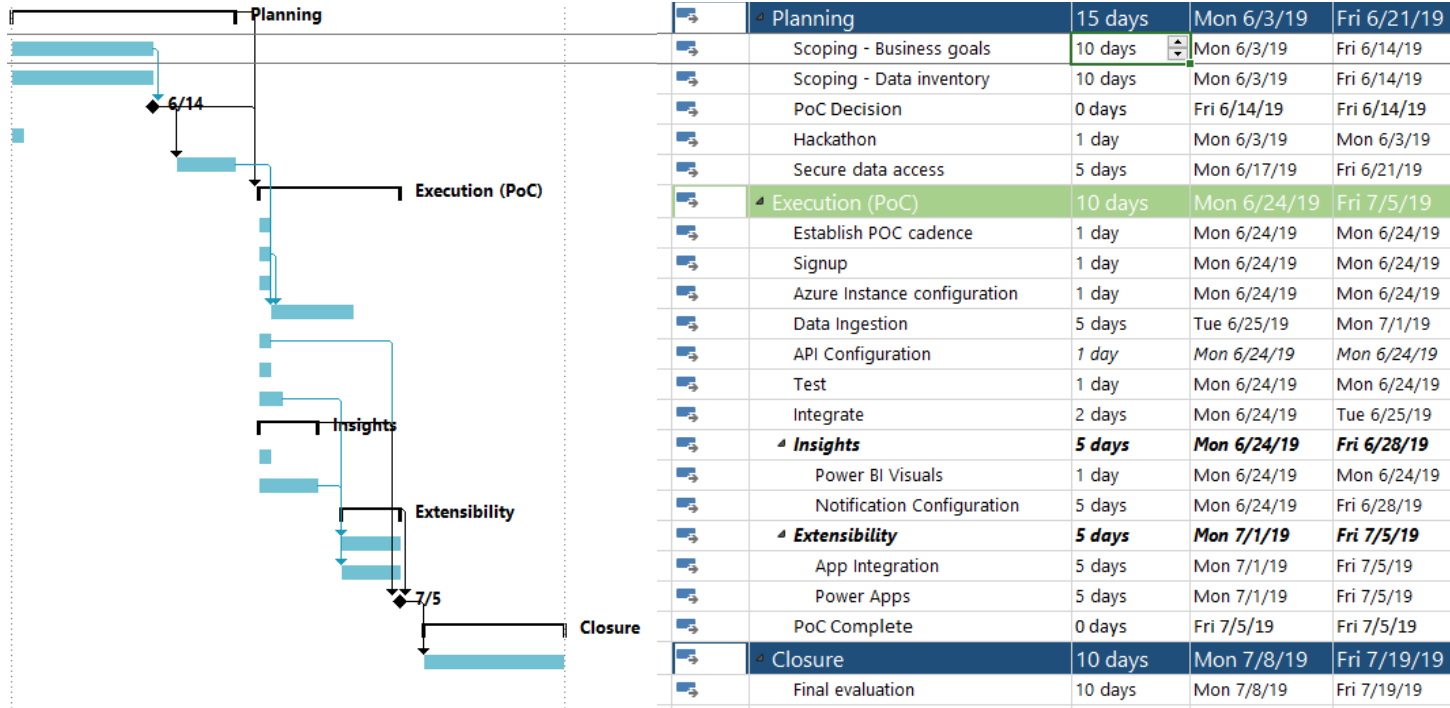 Planning
6/14
Execution (PoC)
Insights
Extensibility
7/5
Closure
Planning 15 days Mon 6/3/19 Fri 6/21/19
Scoping - Business goals 10 days Mon 6/3/19 Fri 6/14/19
Scoping - Data inventory 10 days Mon 6/3/19 Fri 6/14/19
PoC Decision 0 days Fri 6/14/19 Fri 6/14/19
Hackathon 1 day Mon 6/3/19 Mon 6/3/19
Secure data access 5 days Mon 6/17/19 Fri 6/21/19
Execution (PoC) 10 days Mon 6/24/19 Fri 7/5/19
Establish POC cadence 1 day Mon 6/24/19 Mon 6/24/19
Signup 1 day Mon 6/24/19 Mon 6/24/19
Azure Instance configuration 1 day Mon 6/24/19 Mon 6/24/19
Data Ingestion 5 days Tue 6/25/19 Mon 7/1/19
API Configuration 1 day Mon 6/24/19 Mon 6/24/19
Test 1 day Mon 6/24/19 Mon 6/24/19
Integrate 2 days Mon 6/24/19 Tue 6/25/19
Insights 5 days Mon 6/24/19 Fri 6/28/19
Power BI Visuals 1 day Mon 6/24/19 Mon 6/24/19
Notification Configuration 5 days Mon 6/24/19 Fri 6/28/19
Extensibility 5 days Mon 7/1/19 Fri 7/5/19
App Integration 5 days Mon 7/1/19 Fri 7/5/19
Power Apps 5 days Mon 7/1/19 Fri 7/5/19
PoC Complete 0 days Fri 7/5/19 Fri 7/5/19
Closure 10 days Mon 7/8/19 Fri 7/19/19
Final evaluation 10 days Mon 7/8/19 Fri 7/19/19